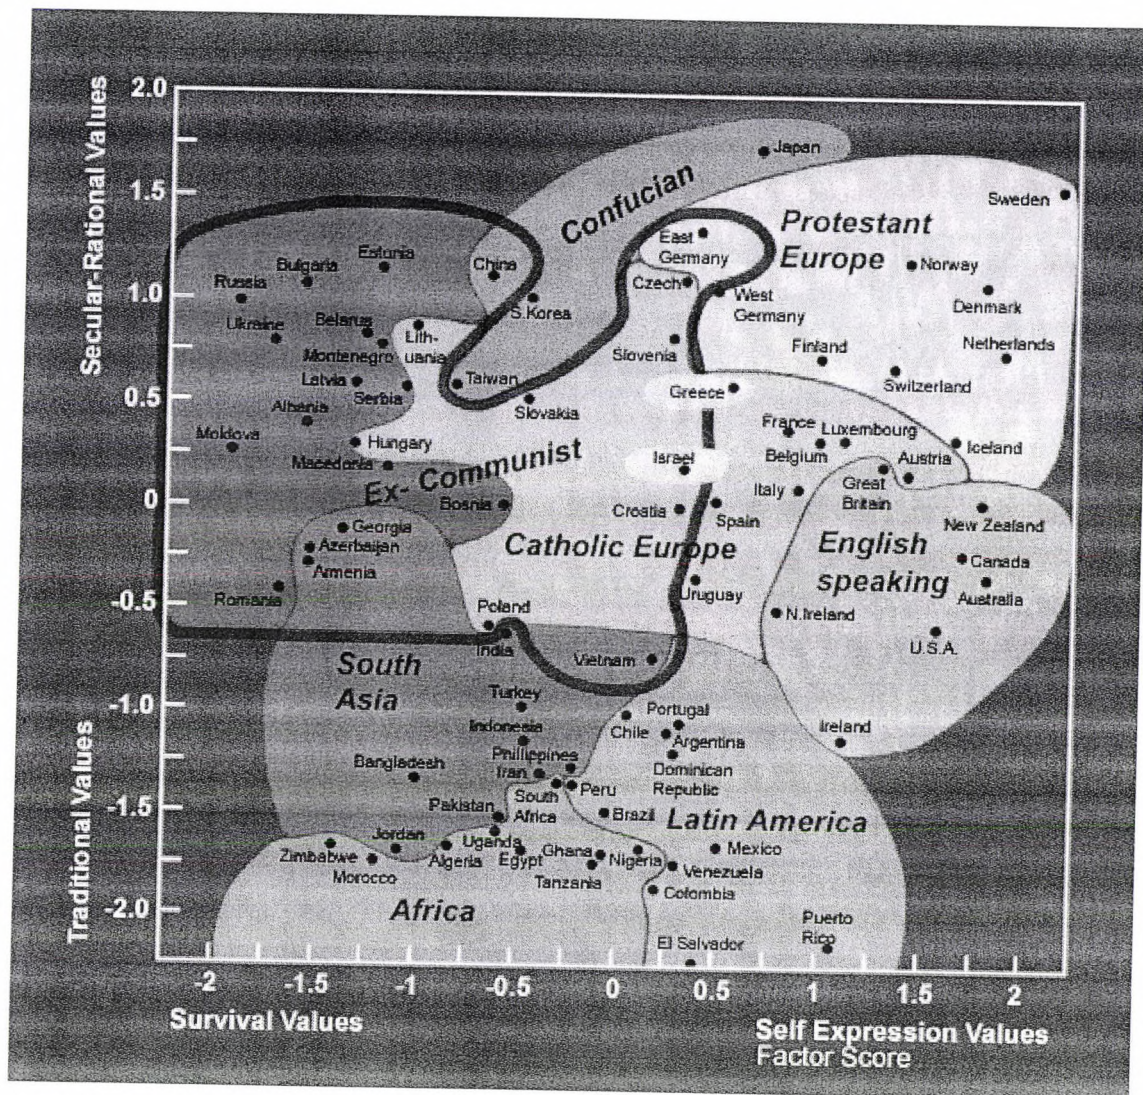 Secular-Rational Values
Traditional Values
2.0
1.5
1.0
0.5
0
-0.5
-1.0
-1.5
-2.0
Japan
Confucian
Sweden
Protestant
Europe
East
Germany
Estunia
China
Bulgaria
Norway
Russia
Czech
West
Germany
Denmark
S.Korea
Ukraine
Belarus
Lith-
uania
Montenegro
Slovenia
Finland
Netherlands
Latvia
Serbia
Taiwan
Greece
Switzerland
Slovakia
Albania
Moldova
Hungary
France
Luxembourg
Belgium
Austria
Iceland
Macedonia
Ex- Communist
Israel
Italy
Great
Britain
Bosnia
Croatia
Spain
New Zealand
Georgia
Azerbaijan
Armenia
Catholic Europe
English
speaking
Canada
Australia
Romania
Uruguay
Poland
N.Ireland
India
U.S.A.
Vietnam
South
Asia
Turkey
Portugal
Ireland
Indonesia
Chile
Argentina
Phillippines
Iran
Dominican
Republic
Bangladesh
South
Africa
Peru
Pakistan
Brazil
Latin America
Jordan
Uganda
Zimbabwe
Morocco
Algeria
Egypt
Ghana
Tanzania
Nigeria
Mexico
Venezuela
Colombia
Africa
Puerto
Rico
El Salvador
-2
-1.5
-1
-0.5
0
0.5
1
1.5
2
Survival Values
Self Expression Values
Factor Score